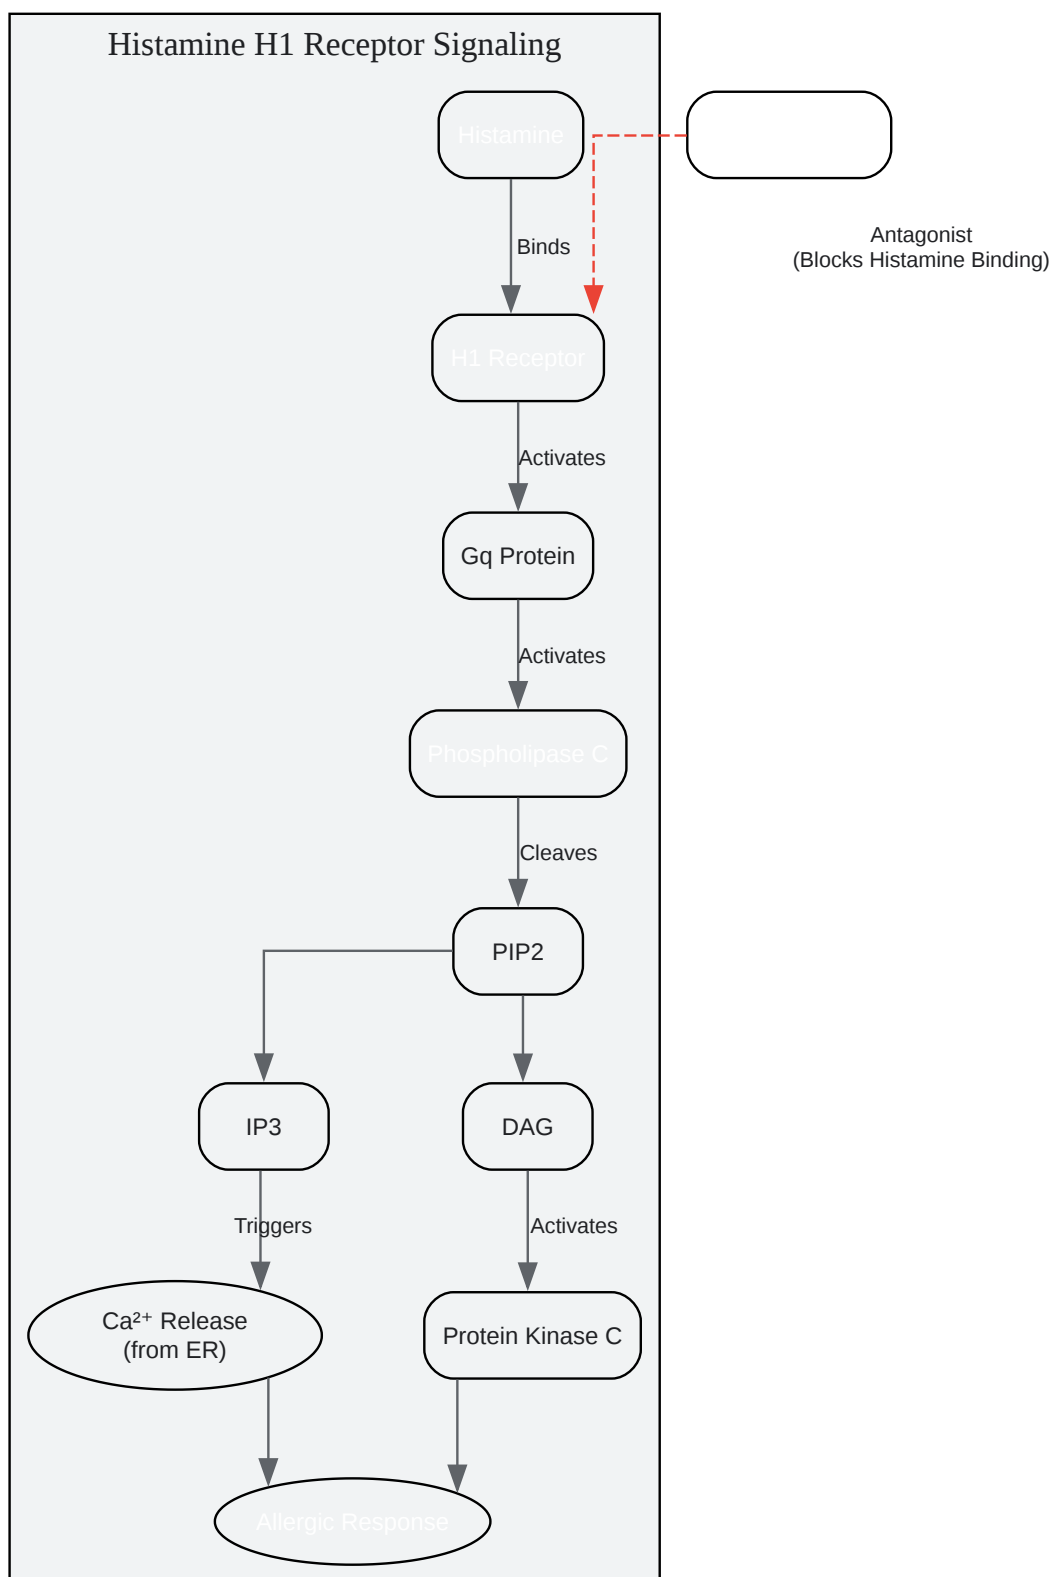 Histamine H1 Receptor Signaling
Histamine
Binds
Antagonist
(Blocks Histamine Binding)
H1 Receptor
Activates
Gq Protein
Activates
Phospholipase C
Cleaves
PIP2
IP3
DAG
Triggers
Activates
Ca²⁺ Release
(from ER)
Protein Kinase C
Allergic Response